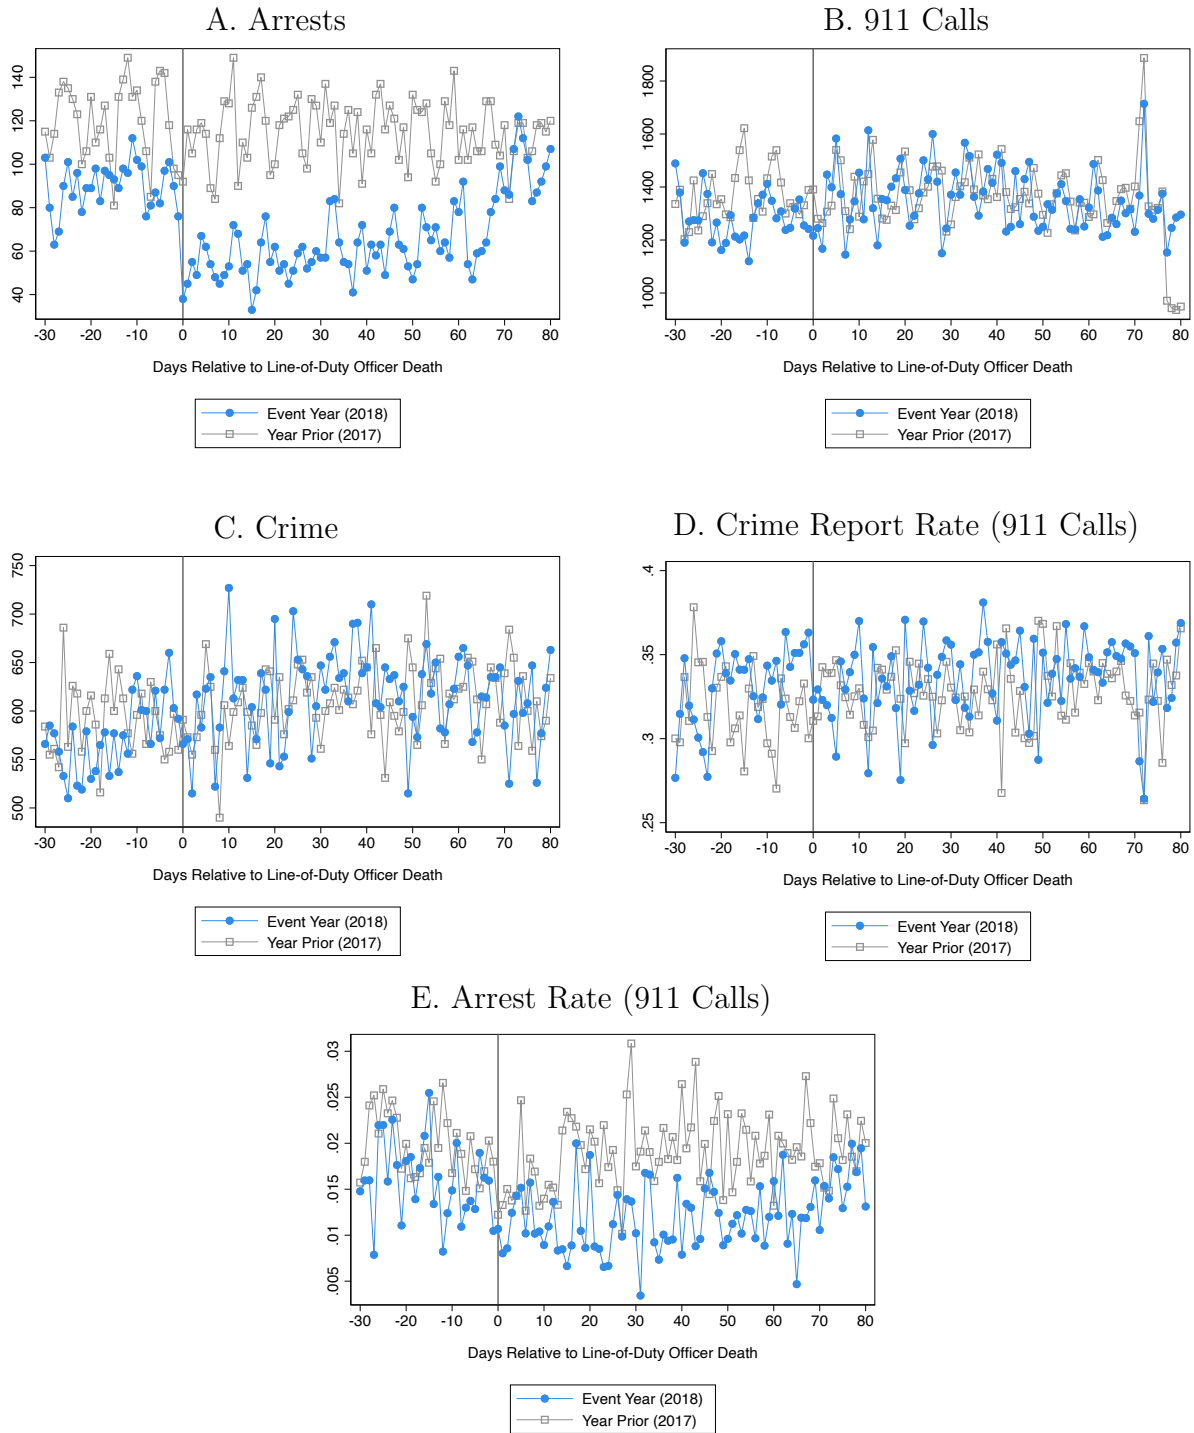 A. Arrests
140
120
100
80
60
40
-30 -20 -10 0 10 20 30 40 50 60 70 80
Days Relative to Line-of-Duty Officer Death
Event Year (2018)
Year Prior (2017)
B. 911 Calls
1800
1600
1400
1200
1000
-30 -20 -10 0 10 20 30 40 50 60 70 80
Days Relative to Line-of-Duty Officer Death
Event Year (2018)
Year Prior (2017)
C. Crime
750
700
650
600
550
500
-30 -20 -10 0 10 20 30 40 50 60 70 80
Days Relative to Line-of-Duty Officer Death
Event Year (2018)
Year Prior (2017)
D. Crime Report Rate (911 Calls)
.4
.35
.3
.25
-30 -20 -10 0 10 20 30 40 50 60 70 80
Days Relative to Line-of-Duty Officer Death
Event Year (2018)
Year Prior (2017)
E. Arrest Rate (911 Calls)
.03
.025
.02
.015
.01
.005
-30 -20 -10 0 10 20 30 40 50 60 70 80
Days Relative to Line-of-Duty Officer Death
Event Year (2018)
Year Prior (2017)